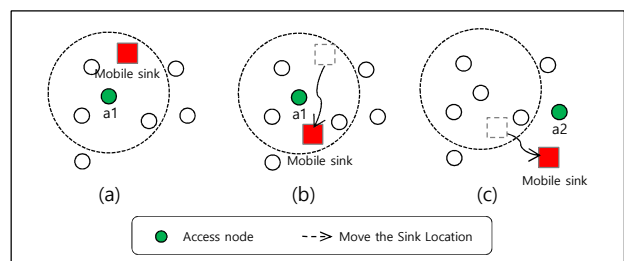 Mobile sink
a1
(a)
a1
Mobile sink
(b)
a2
Mobile sink
(c)
Access node
Move the Sink Location